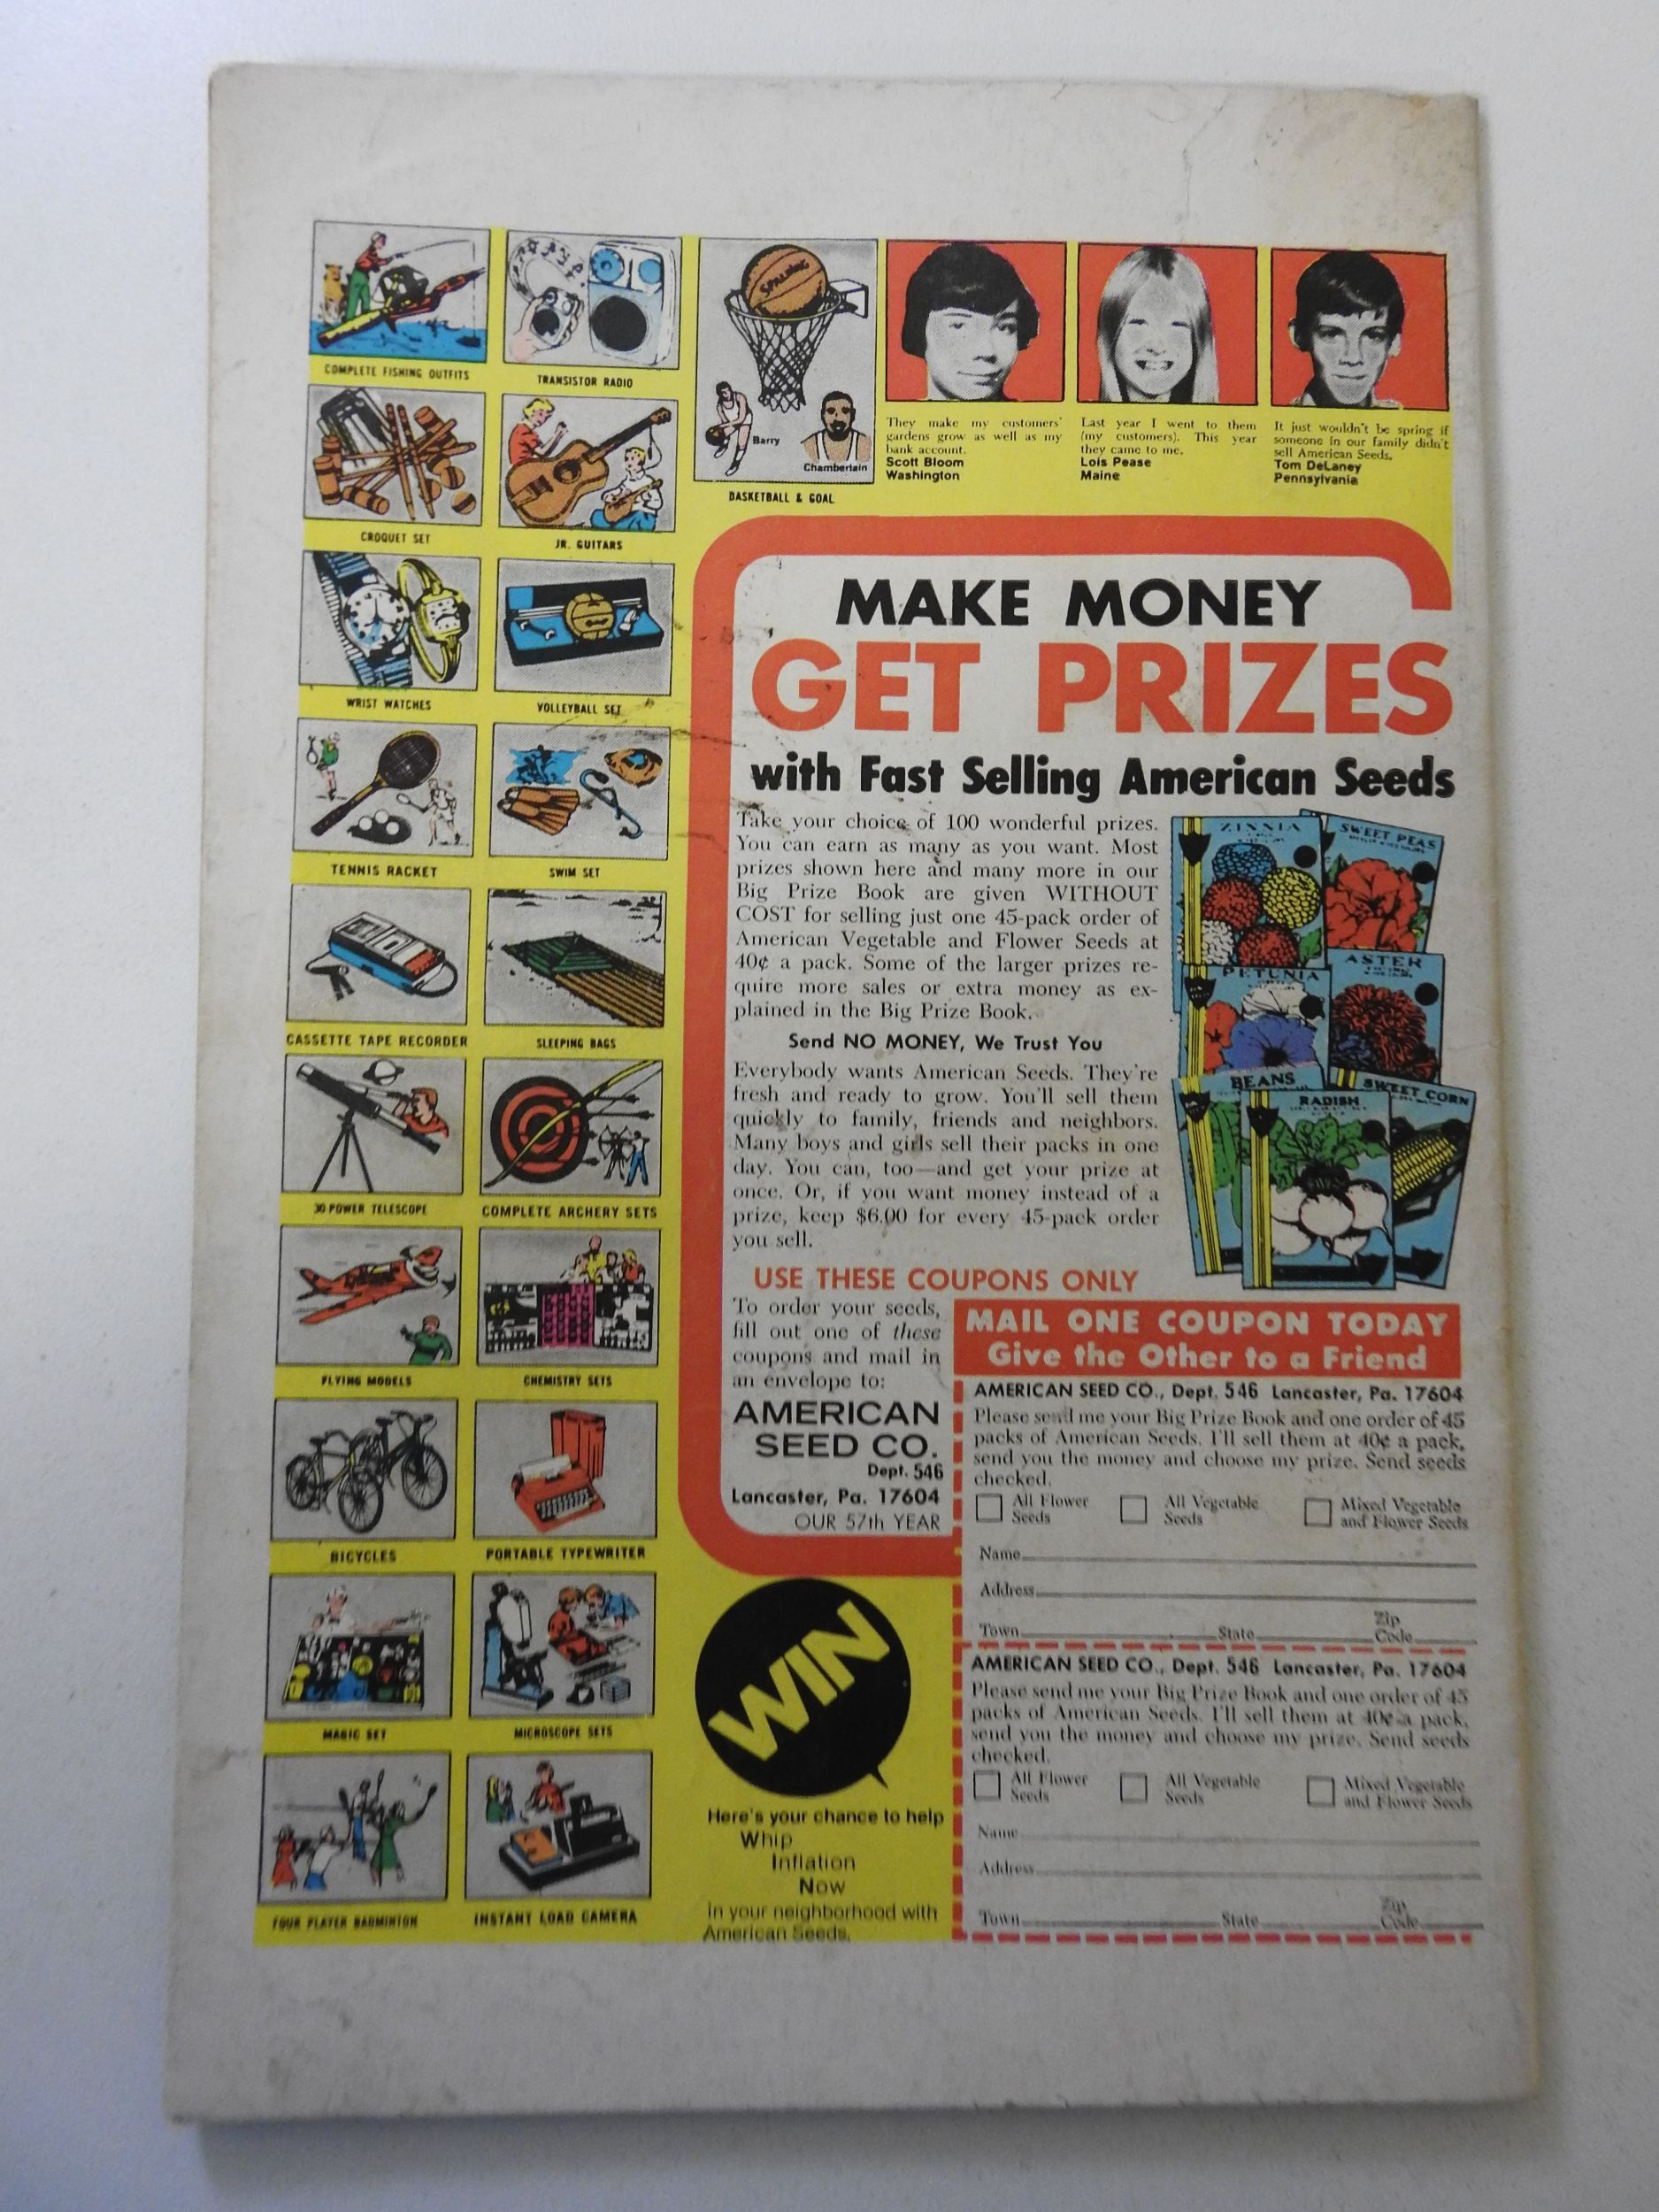 COMPLETE FISHING OUTFITS
TRANSISTOR RADIO
SPALDING
Barry
Chamberlain
BASKETBALL & GOAL
They make my customers'
gardens grow as well as my
bank account.
Scott Bloom
Washington
Last year I went to them
(my customers). This year
they came to me.
Lois Pease
Maine
It just wouldn't be spring if
someone in our family didn't
sell American Seeds.
Tom DeLaney
Pennsylvania
CROQUET SET
JR. GUITARS
WRIST WATCHES
VOLLEYBALL SET
TENNIS RACKET
SWIM SET
CASSETTE TAPE RECORDER
SLEEPING BAGS
30 POWER TELESCOPE
COMPLETE ARCHERY SETS
FLYING MODELS
CHEMISTRY SETS
BICYCLES
PORTABLE TYPEWRITER
MAGIC SET
MICROSCOPE SETS
FOUR PLAYER BADMINTON
INSTANT LOAD CAMERA
MAKE MONEY
GET PRIZES
with Fast Selling American Seeds
Take your choice of 100 wonderful prizes.
You can earn as many as you want. Most
prizes shown here and many more in our
Big Prize Book are given WITHOUT
COST for selling just one 45-pack order of
American Vegetable and Flower Seeds at
40¢ a pack. Some of the larger prizes re-
quire more sales or extra money as ex-
plained in the Big Prize Book.
Send NO MONEY, We Trust You
Everybody wants American Seeds. They're
fresh and ready to grow. You'll sell them
quickly to family, friends and neighbors.
Many boys and girls sell their packs in one
day. You can, too—and get your prize at
once. Or, if you want money instead of a
prize, keep $6.00 for every 45-pack order
you sell.
ZINNIA
SWEET PEAS
PETUNIA
ASTER
BEANS
RADISH
SWEET CORN
USE THESE COUPONS ONLY
To order your seeds,
fill out one of these
coupons and mail in
an envelope to:
AMERICAN
SEED CO.
Dept. 546
Lancaster, Pa. 17604
OUR 57th YEAR
WIN
Here's your chance to help
Whip
Inflation
Now
In your neighborhood with
American Seeds.
MAIL ONE COUPON TODAY
Give the Other to a Friend
AMERICAN SEED CO., Dept. 546 Lancaster, Pa. 17604
Please send me your Big Prize Book and one order of 45
packs of American Seeds. I'll sell them at 40¢ a pack,
send you the money and choose my prize. Send seeds
checked.
All Flower Seeds
All Vegetable Seeds
Mixed Vegetable and Flower Seeds
Name
Address
Town State Zip Code
AMERICAN SEED CO., Dept. 546 Lancaster, Pa. 17604
Please send me your Big Prize Book and one order of 45
packs of American Seeds. I'll sell them at 40¢ a pack,
send you the money and choose my prize. Send seeds
checked.
All Flower Seeds
All Vegetable Seeds
Mixed Vegetable and Flower Seeds
Name
Address
Town State Zip Code